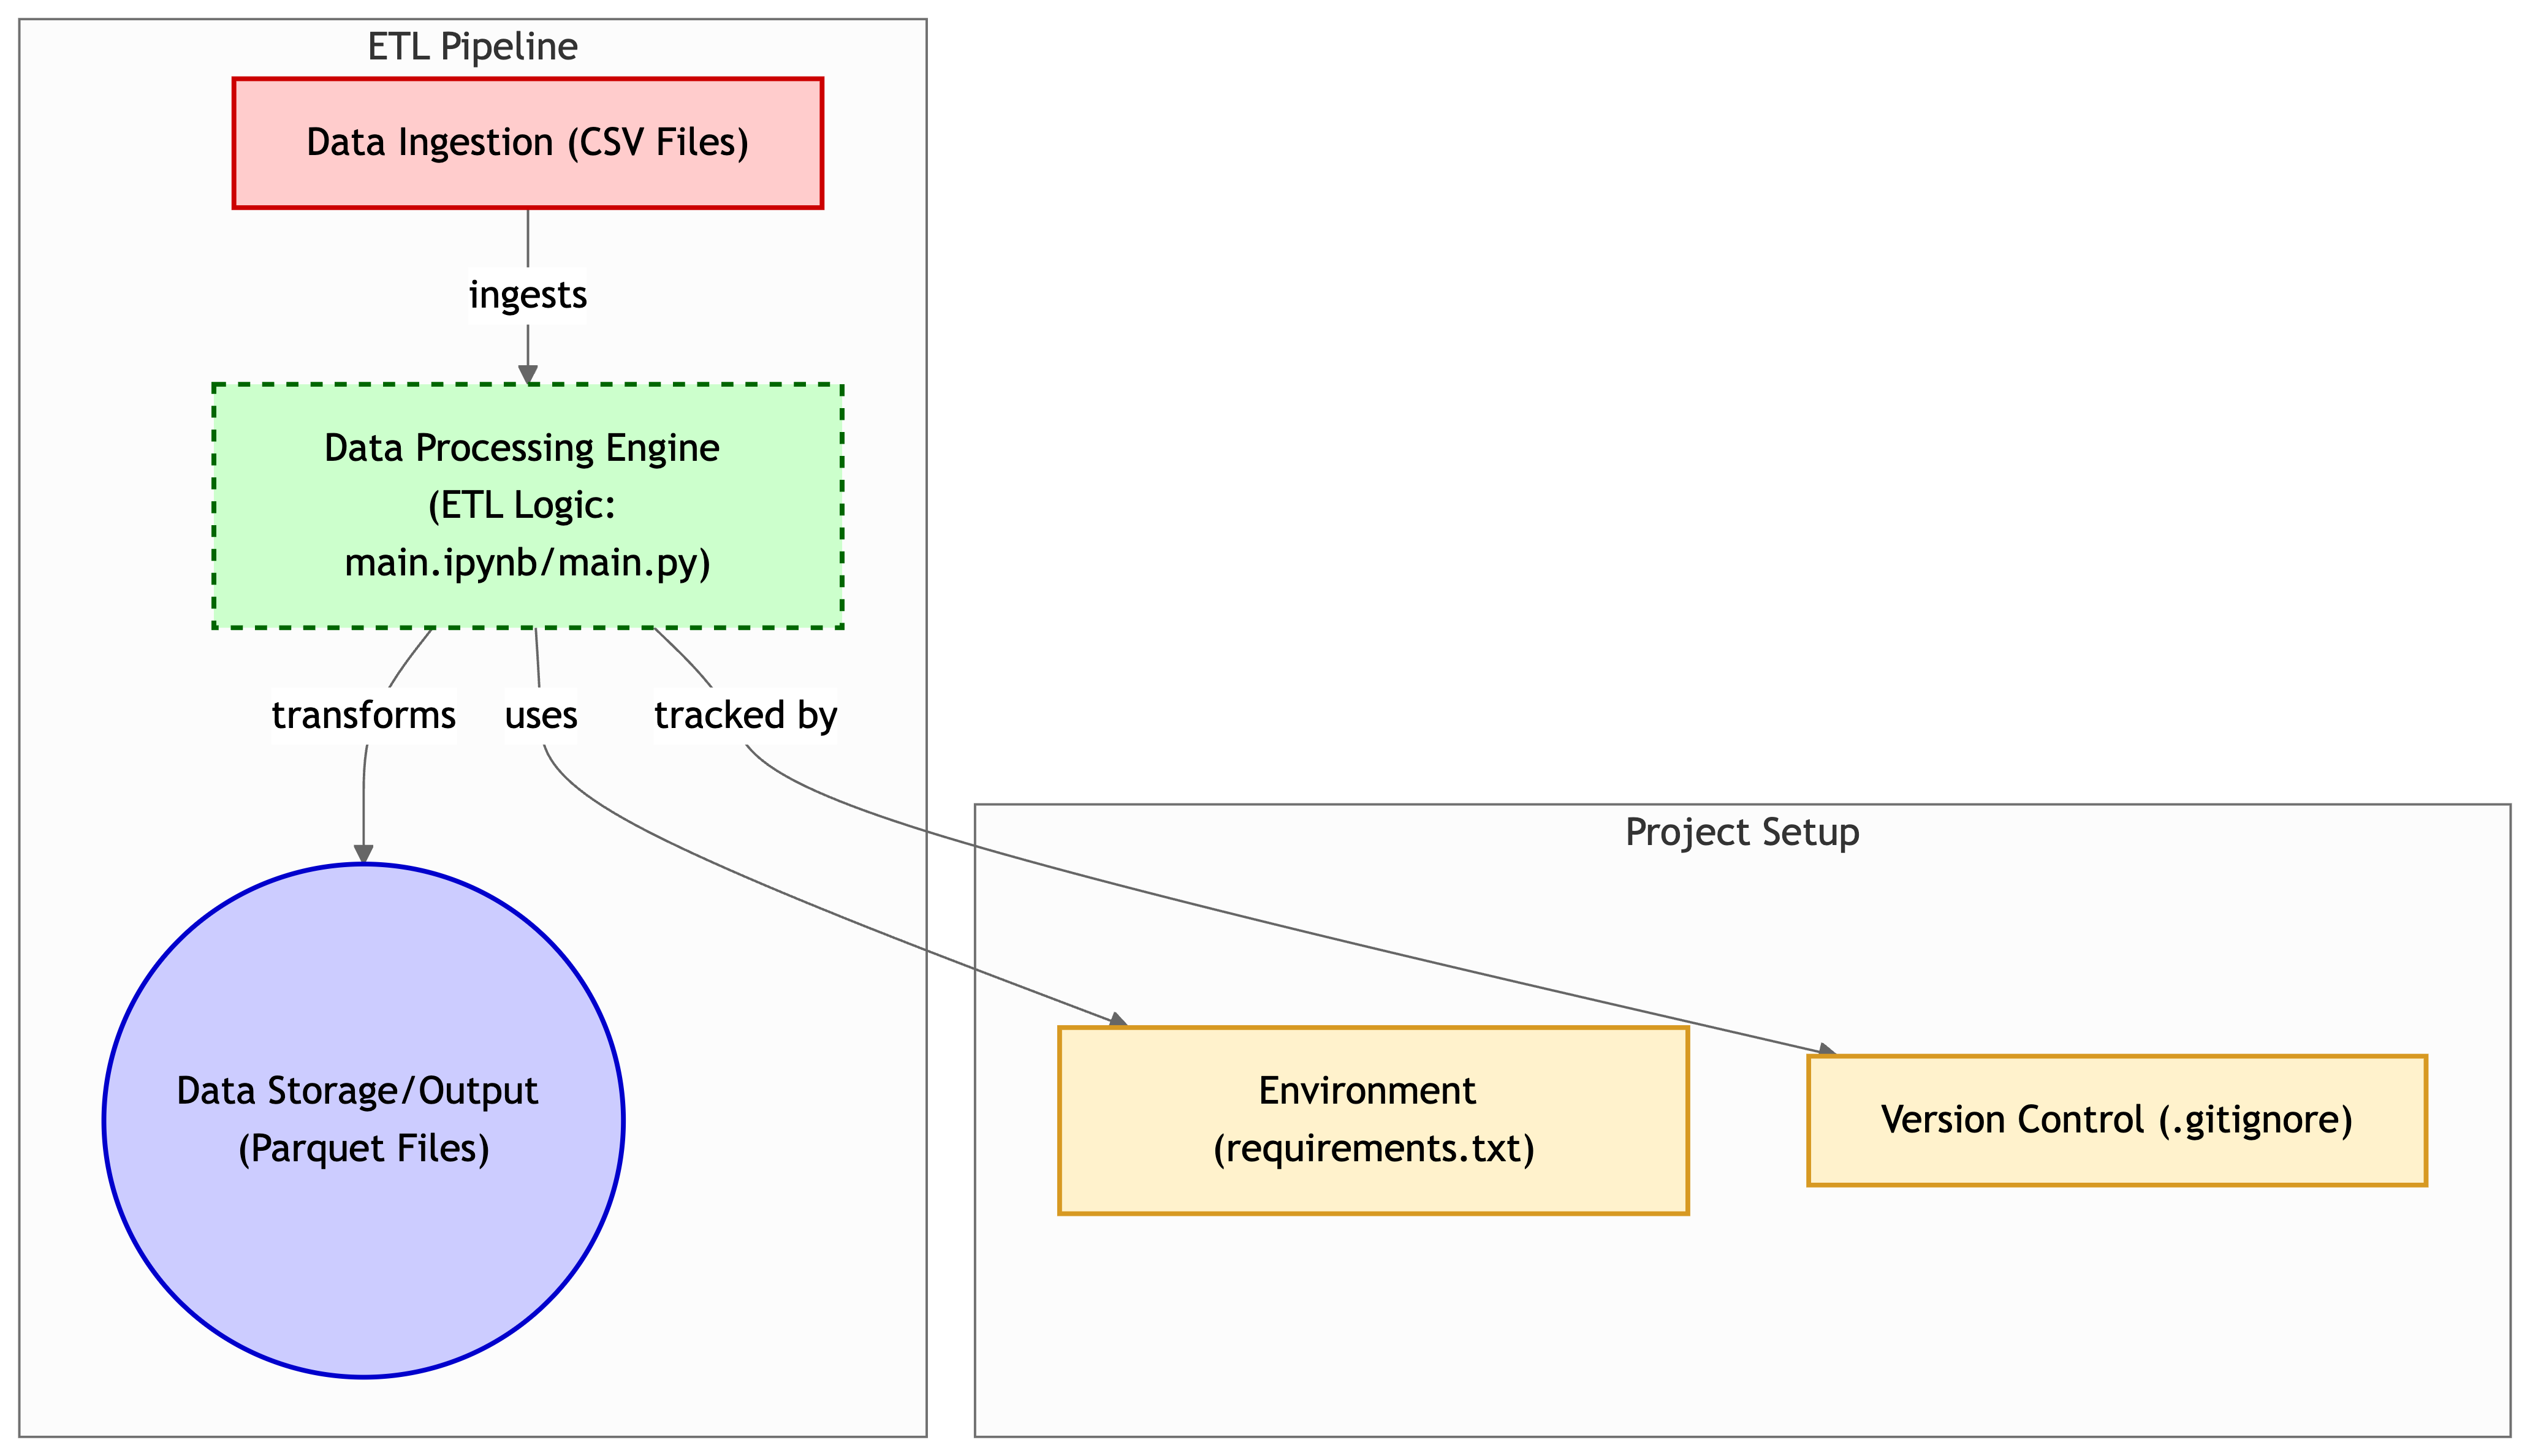 ETL Pipeline
Data Ingestion (CSV Files)
ingests
Data Processing Engine
(ETL Logic:
main.ipynb/main.py)
transforms
uses
tracked by
Project Setup
Data Storage/Output
(Parquet Files)
Environment
(requirements.txt)
Version Control (.gitignore)